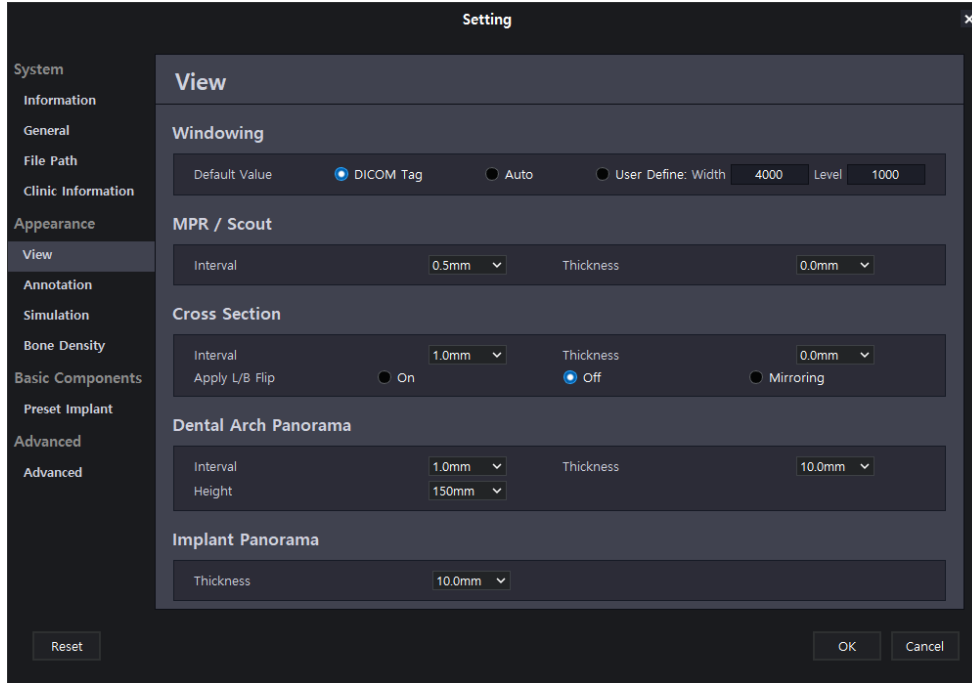 Setting
System
Information
General
File Path
Clinic Information
Appearance
View
Annotation
Simulation
Bone Density
Basic Components
Preset Implant
Advanced
Advanced
View
Windowing
Default Value DICOM Tag Auto User Define: Width 4000 Level 1000
MPR / Scout
Interval 0.5mm Thickness 0.0mm
Cross Section
Interval 1.0mm Thickness 0.0mm
Apply L/B Flip On Off Mirroring
Dental Arch Panorama
Interval 1.0mm Thickness 10.0mm
Height 150mm
Implant Panorama
Thickness 10.0mm
Reset OK Cancel